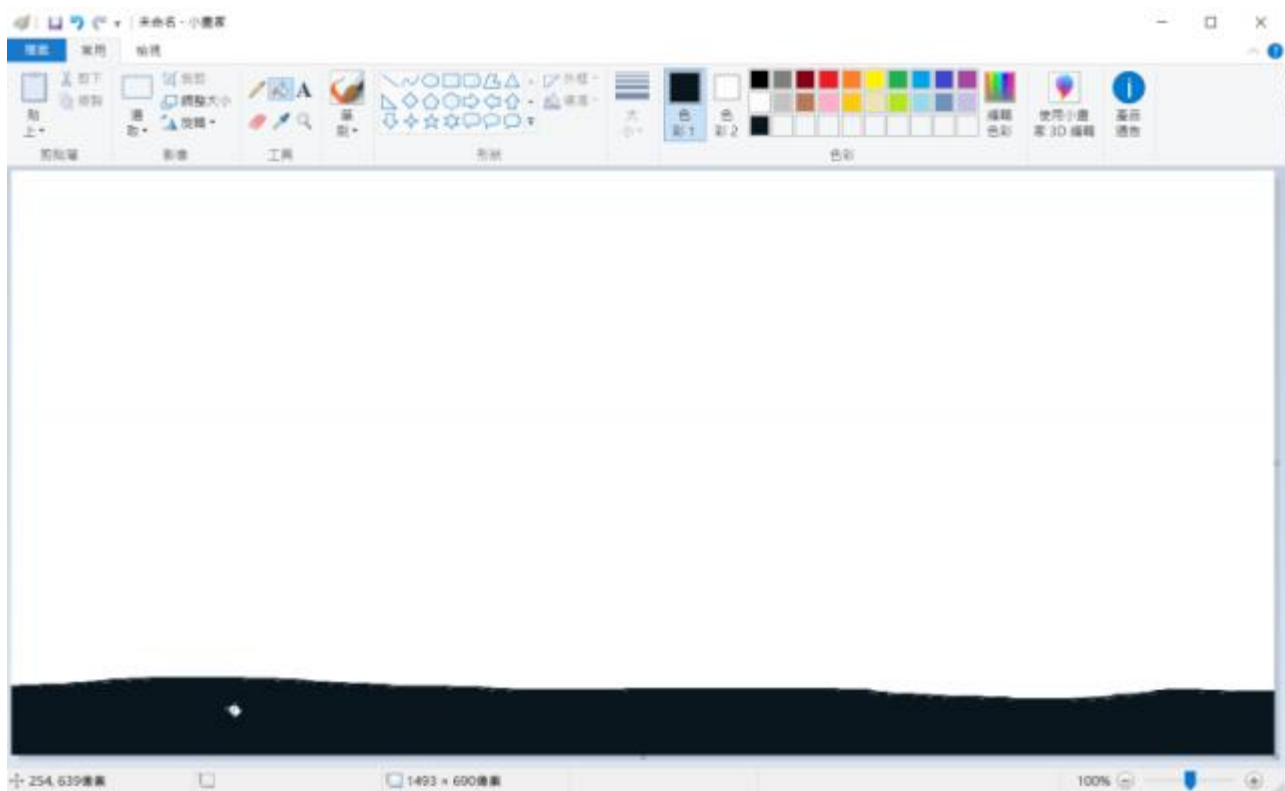 未命名 - 小畫家
檔案 常用 檢視
貼上 剪下 複製
選取 裁剪 調整大小 旋轉
A
筆刷
外框 填滿
大小
色彩 1 色彩 2
編輯色彩
使用小畫家 3D 編輯
產品通告
剪貼簿 影像 工具 形狀 色彩
254, 639像素 1493 × 690像素 100%